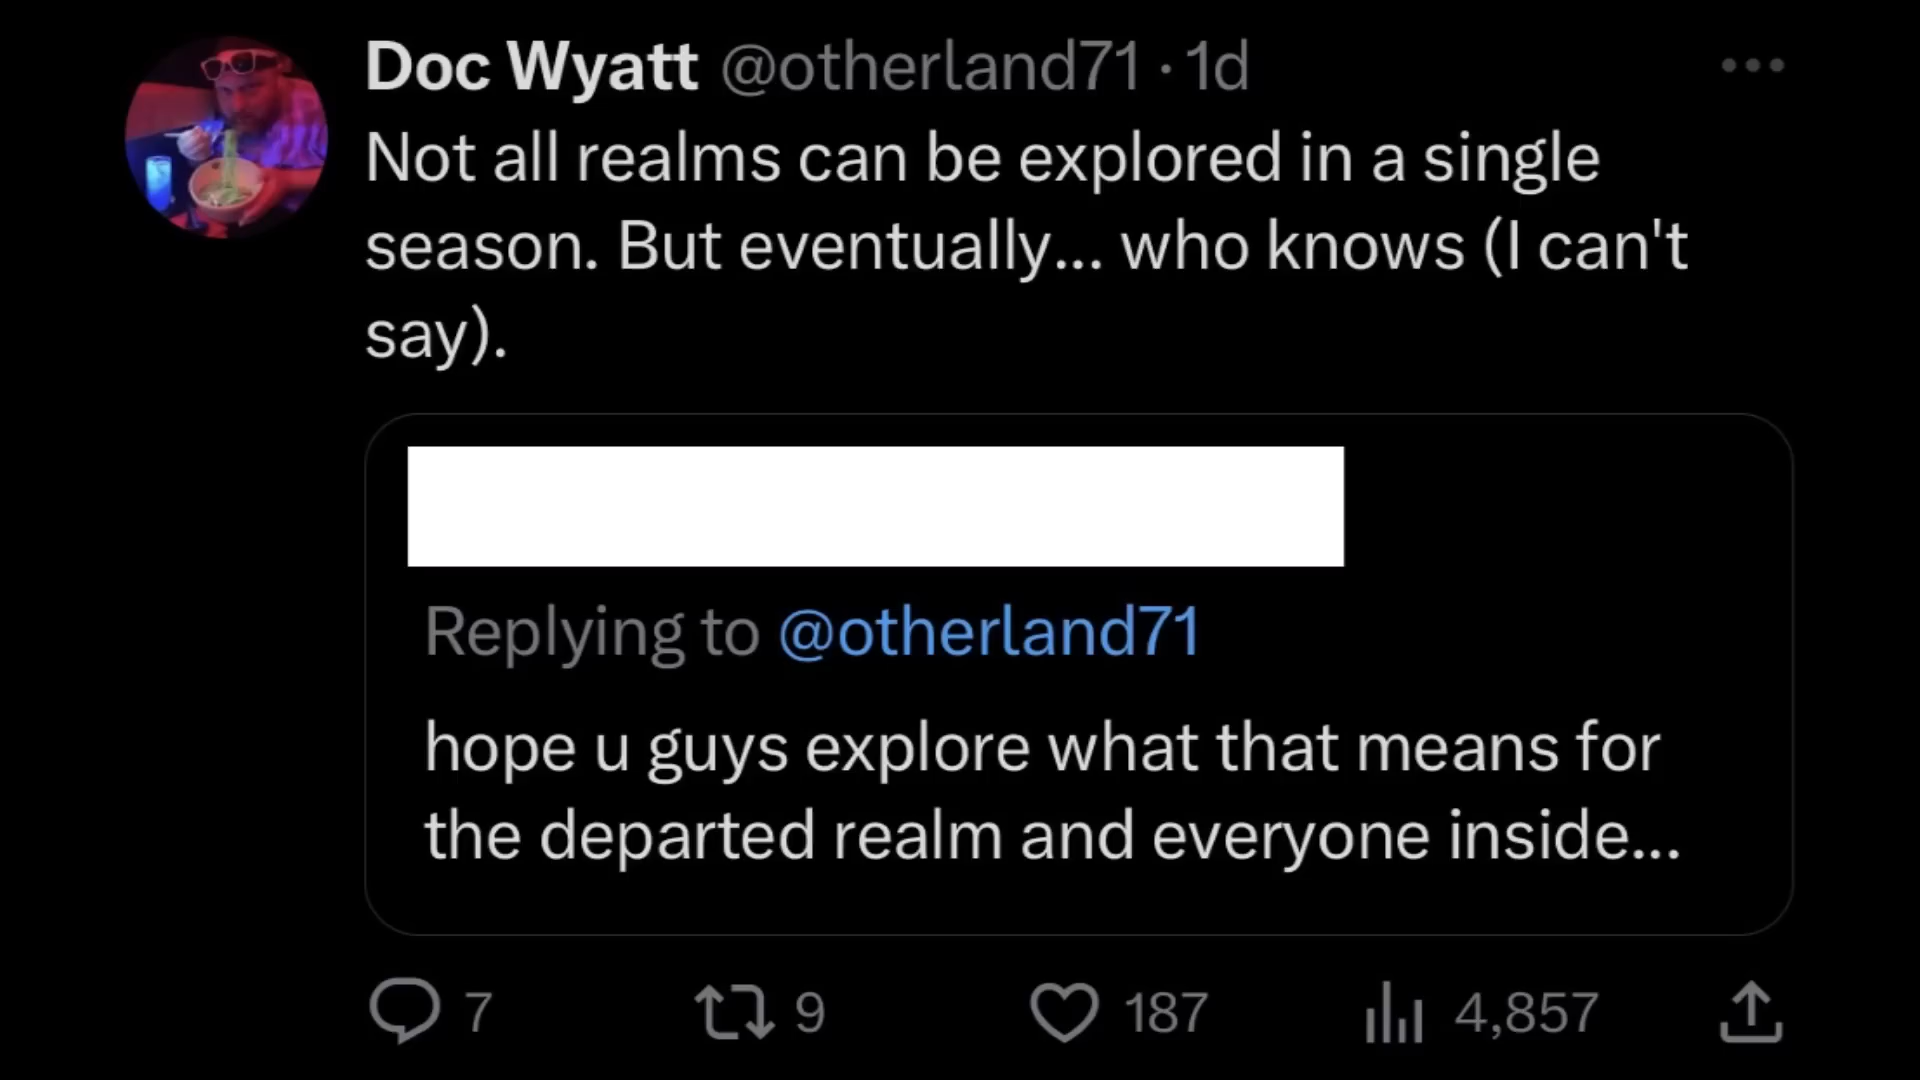 Doc Wyatt @otherland71 · 1d
Not all realms can be explored in a single
season. But eventually... who knows (I can't
say).
Replying to @otherland71
hope u guys explore what that means for
the departed realm and everyone inside...
7 9 187 4,857